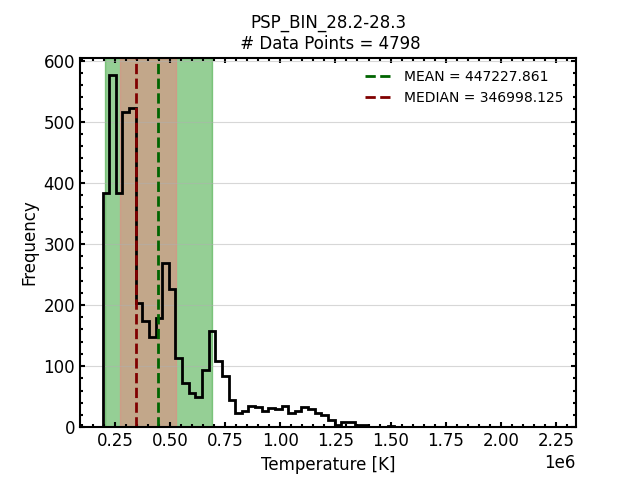 PSP_BIN_28.2-28.3
# Data Points = 4798
MEAN = 447227.861
MEDIAN = 346998.125
Frequency
600
500
400
300
200
100
0
0.25 0.50 0.75 1.00 1.25 1.50 1.75 2.00 2.25
Temperature [K]
1e6